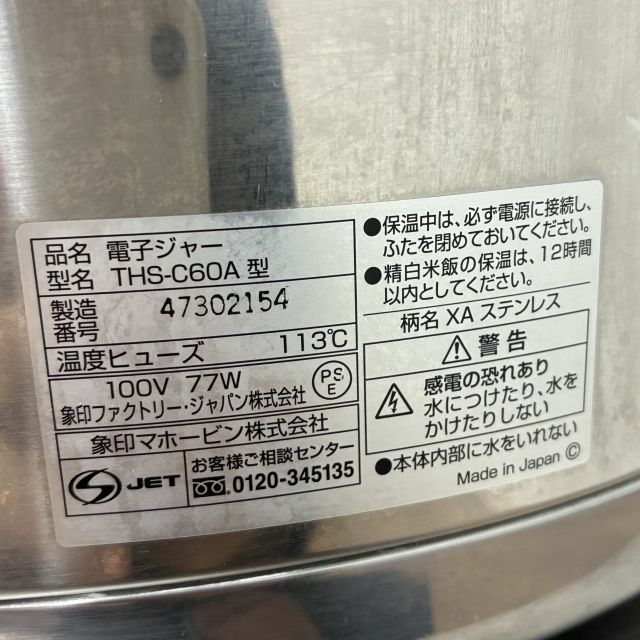 品名 電子ジャー
型名 THS-C60A 型
製造
番号 47302154
温度ヒューズ 113℃
100V 77W
PS
E
象印ファクトリー・ジャパン株式会社
象印マホービン株式会社
S JET
お客様ご相談センター
0120-345135
●保温中は、必ず電源に接続し、
ふたを閉めておいてください。
●精白米飯の保温は、12時間
以内としてください。
柄名 XA ステンレス
警告
感電の恐れあり
水につけたり、水を
かけたりしない
●本体内部に水をいれない
Made in Japan Ⓒ